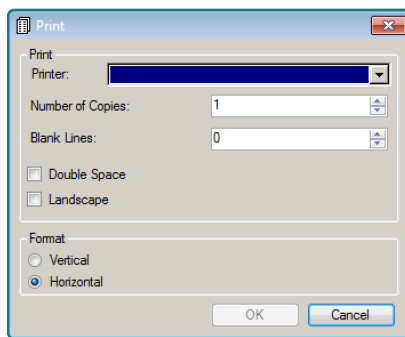 Print
Print
Printer:
Number of Copies: 1
Blank Lines: 0
Double Space
Landscape
Format
Vertical
Horizontal
OK Cancel